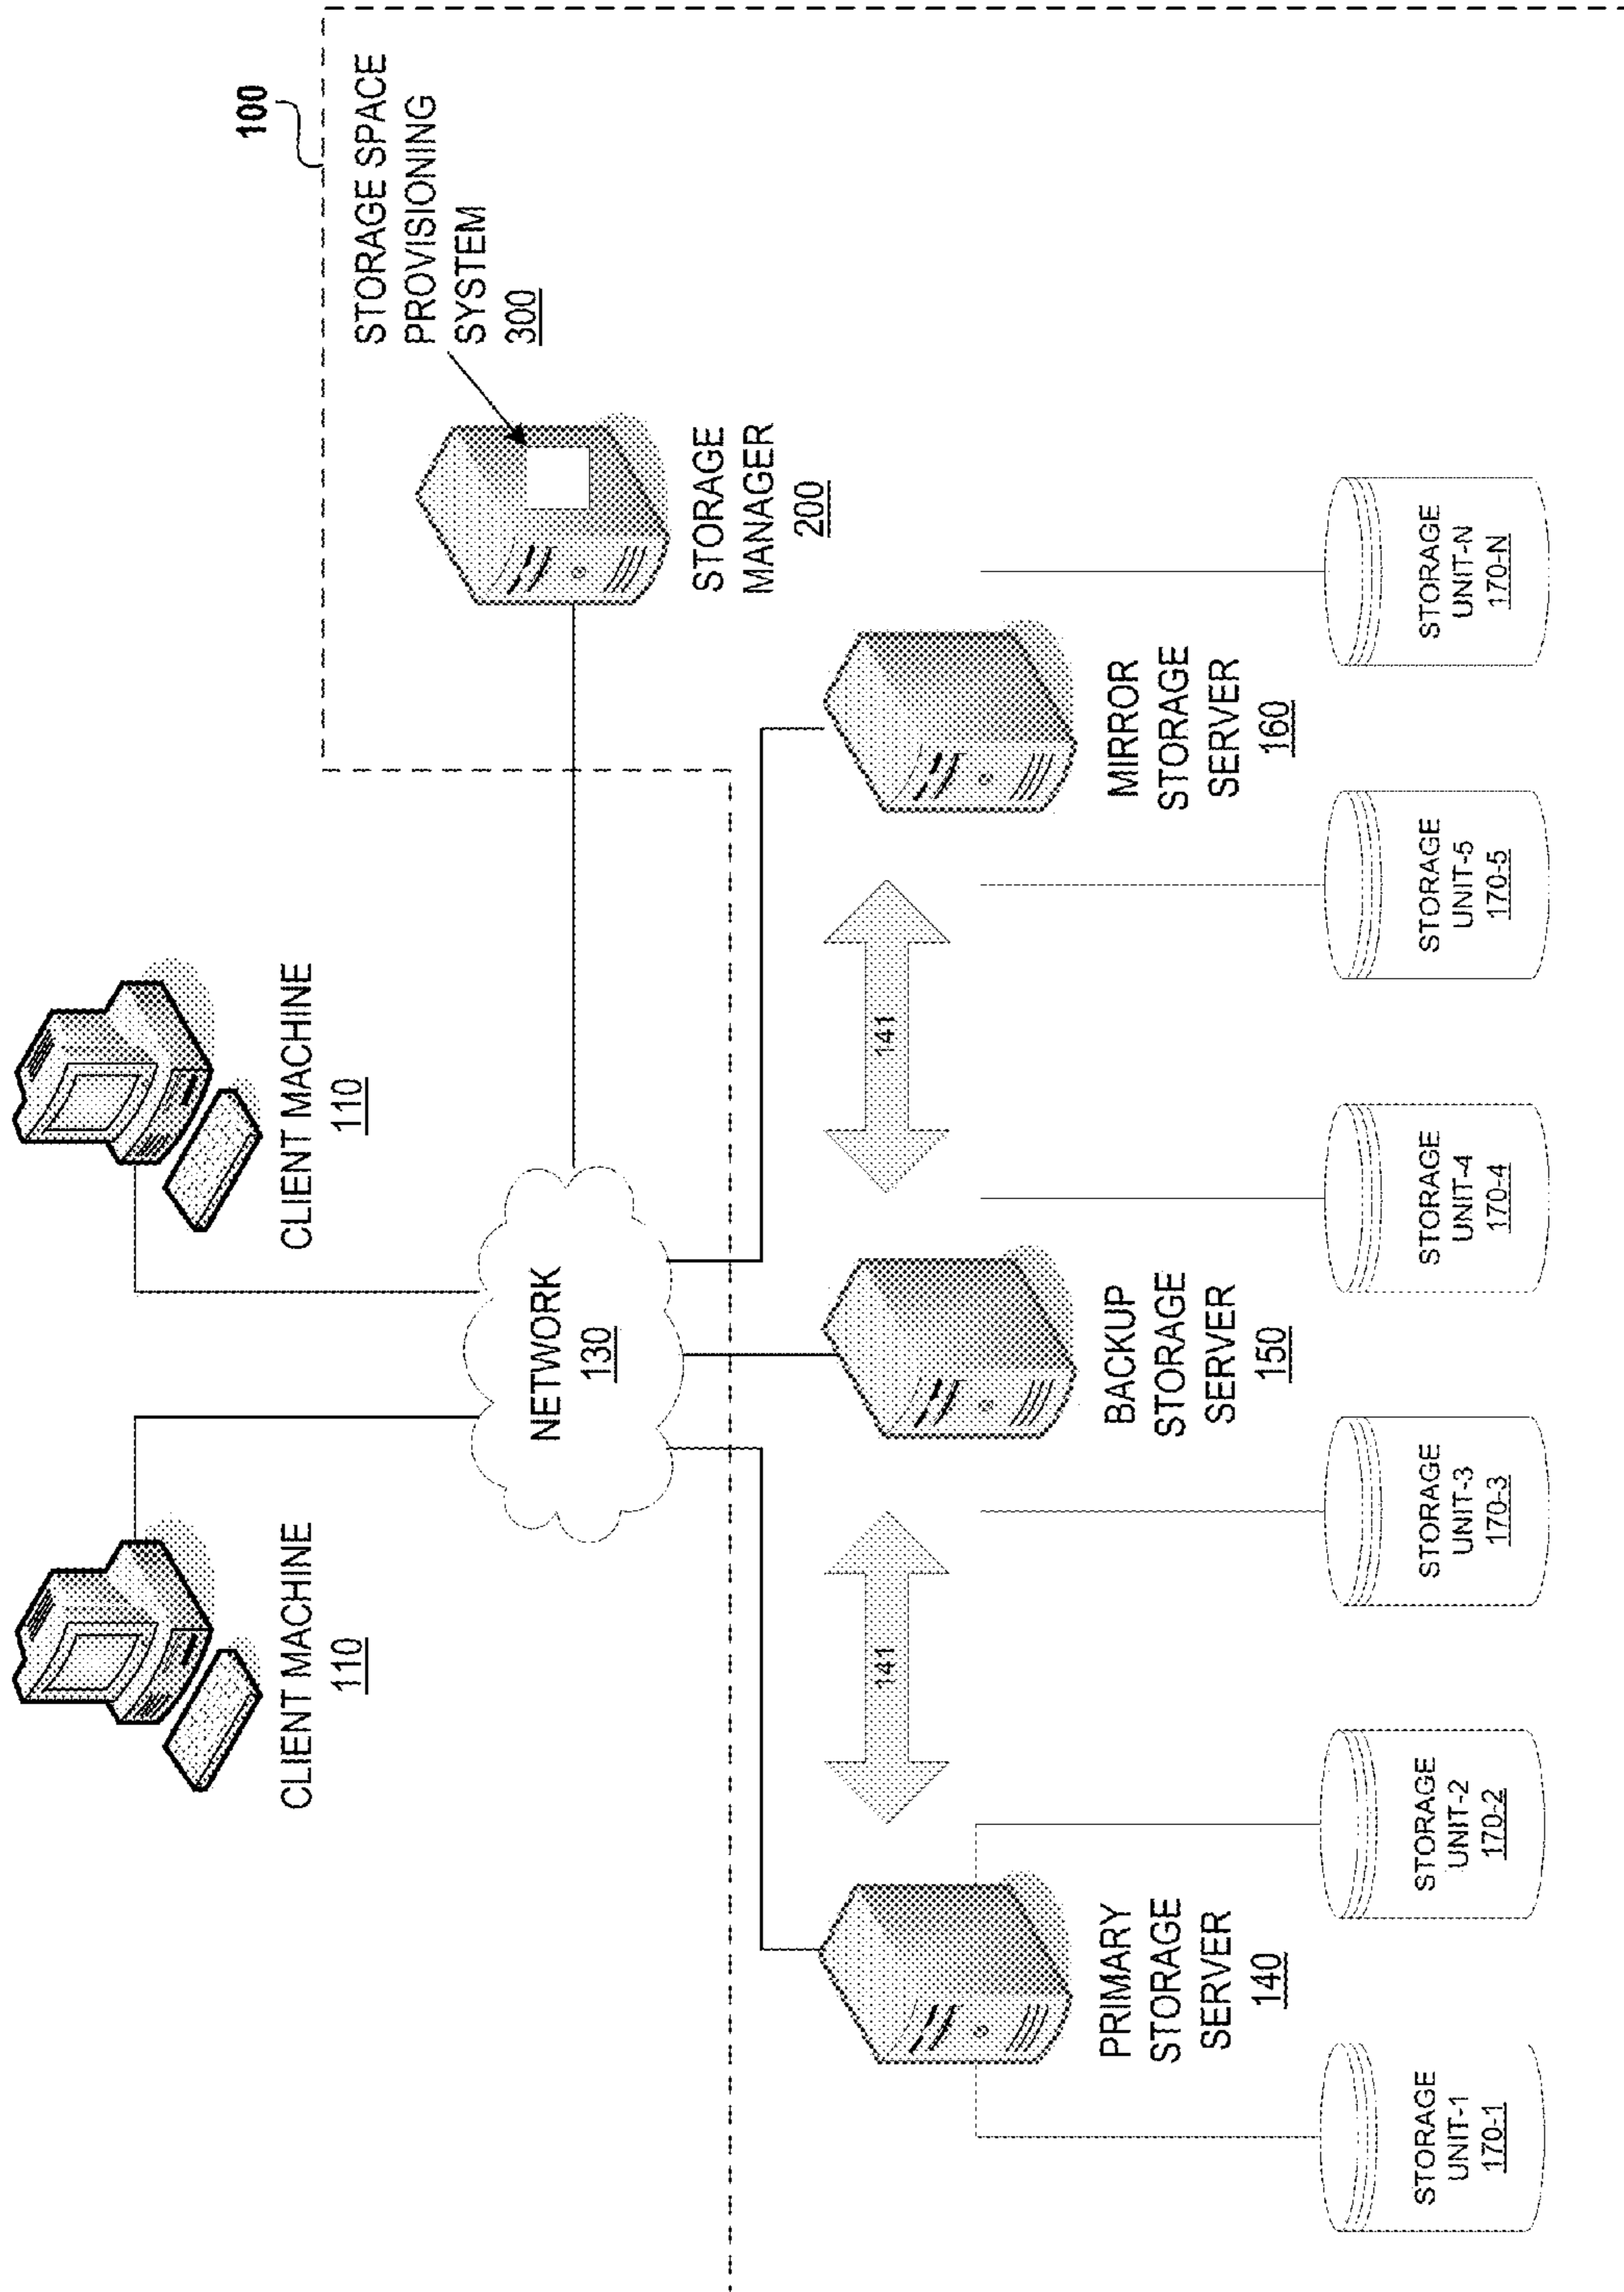 100
CLIENT MACHINE
110
CLIENT MACHINE
110
STORAGE SPACE
PROVISIONING
SYSTEM
300
NETWORK
130
STORAGE
MANAGER
200
141
141
PRIMARY
STORAGE
SERVER
140
BACKUP
STORAGE
SERVER
150
MIRROR
STORAGE
SERVER
160
STORAGE
UNIT-1
170-1
STORAGE
UNIT-2
170-2
STORAGE
UNIT-3
170-3
STORAGE
UNIT-4
170-4
STORAGE
UNIT-5
170-5
STORAGE
UNIT-N
170-N